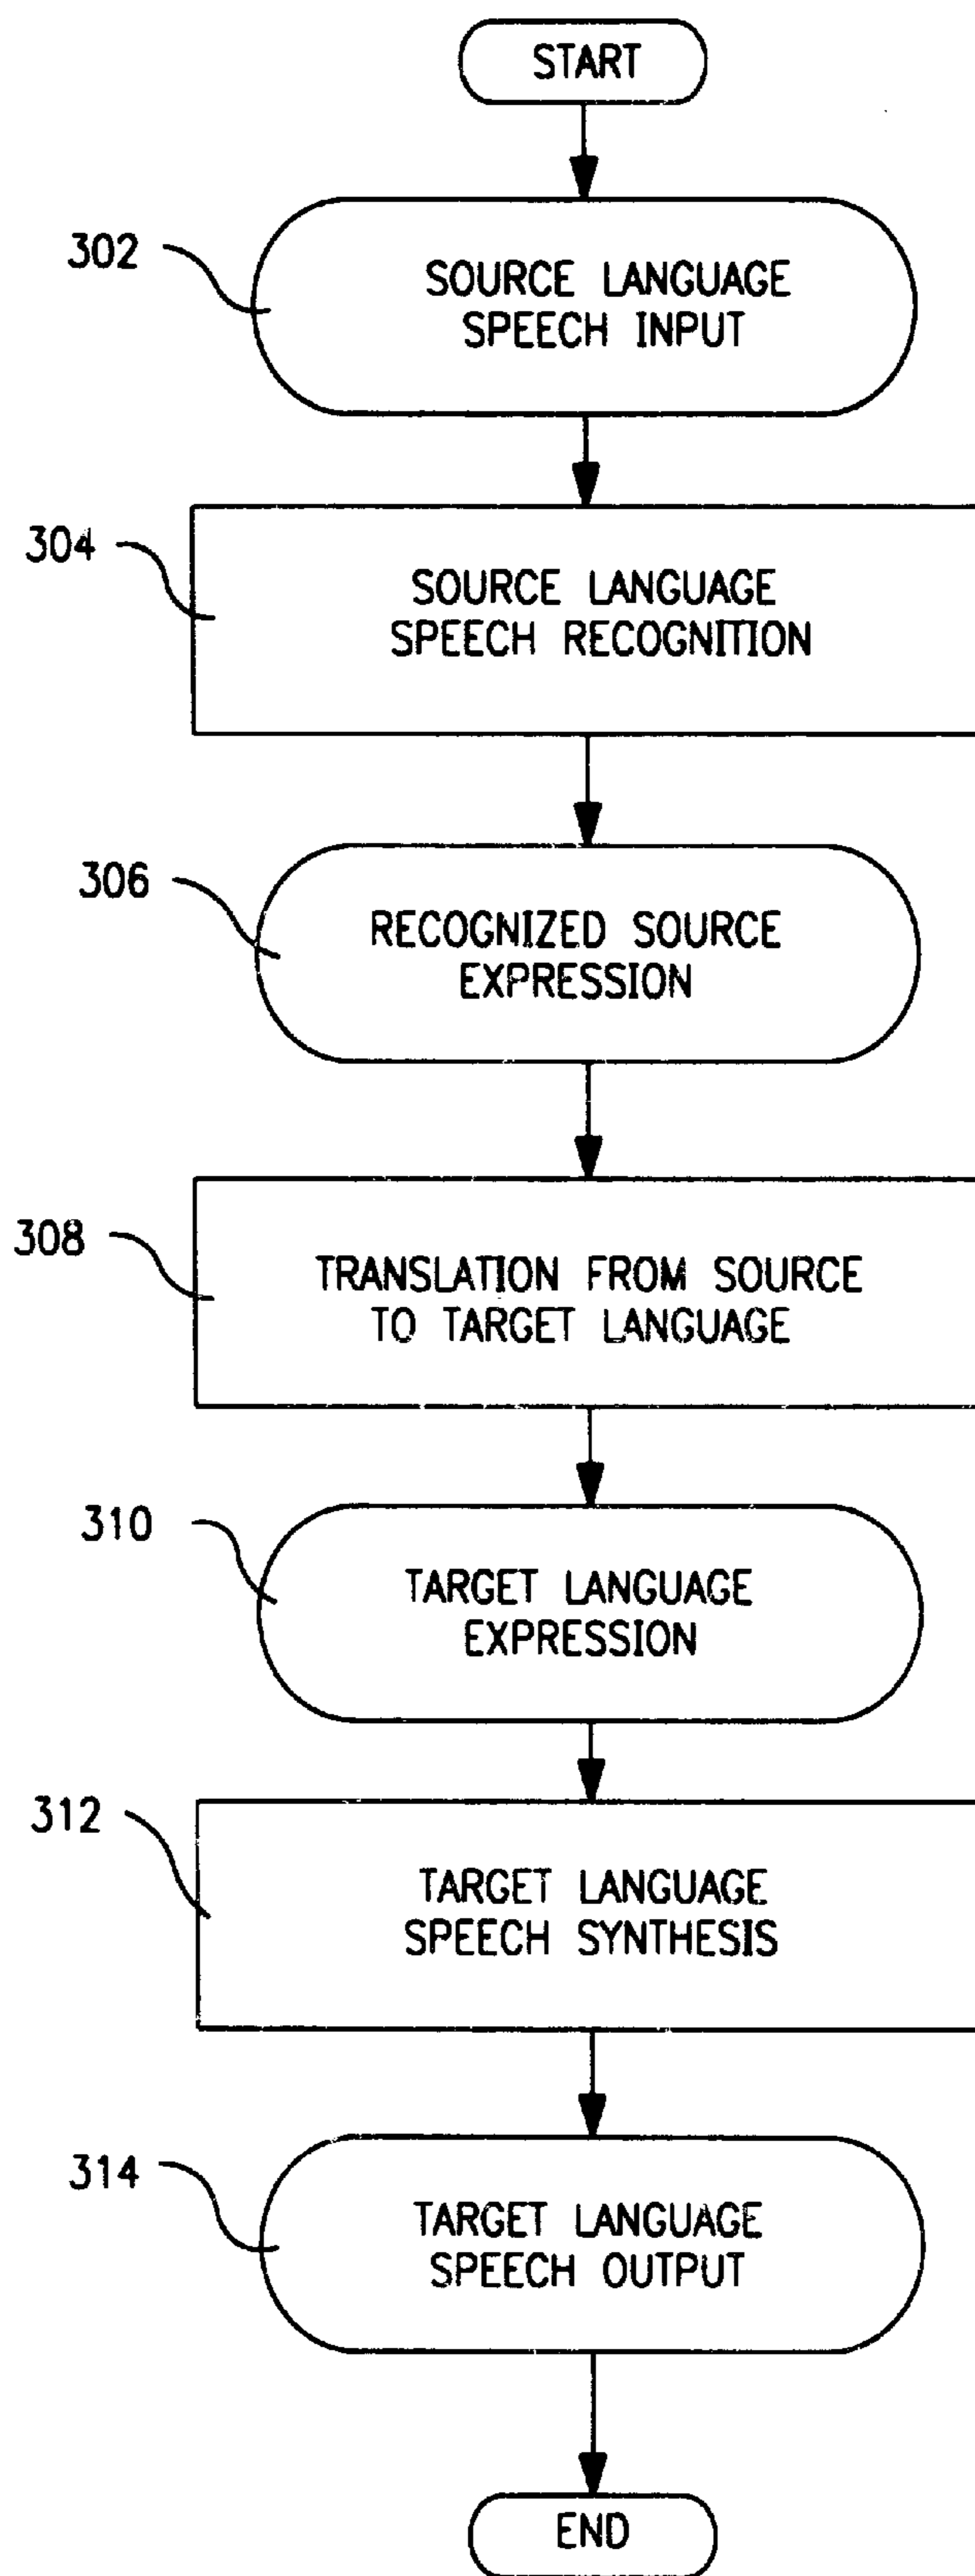 START
302
SOURCE LANGUAGE
SPEECH INPUT
304
SOURCE LANGUAGE
SPEECH RECOGNITION
306
RECOGNIZED SOURCE
EXPRESSION
308
TRANSLATION FROM SOURCE
TO TARGET LANGUAGE
310
TARGET LANGUAGE
EXPRESSION
312
TARGET LANGUAGE
SPEECH SYNTHESIS
314
TARGET LANGUAGE
SPEECH OUTPUT
END